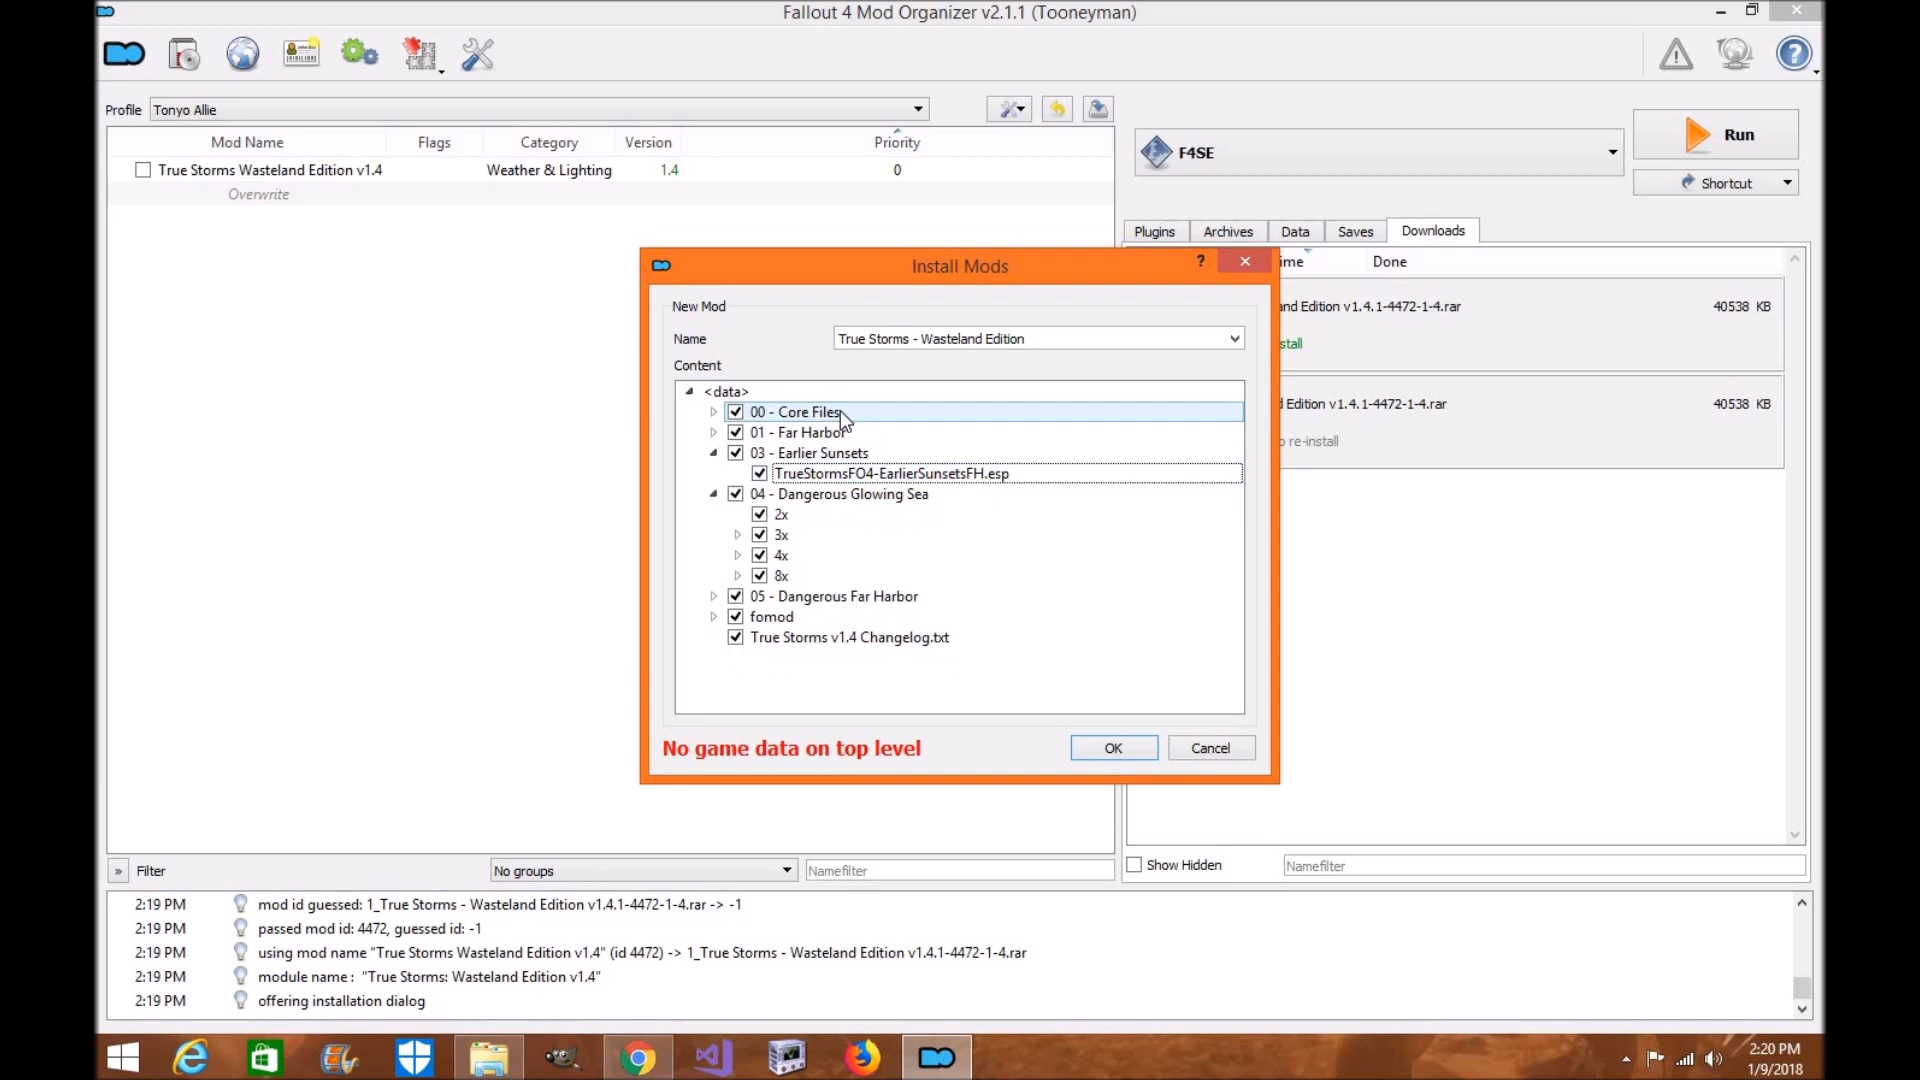 Fallout 4 Mod Organizer v2.1.1 (Tooneyman)
Profile Tonyo Allie
Mod Name Flags Category Version Priority
True Storms Wasteland Edition v1.4 Weather & Lighting 1.4 0
Overwrite
F4SE
Run
Shortcut
Plugins Archives Data Saves Downloads
ime Done
and Edition v1.4.1-4472-1-4.rar 40538 KB
stall
d Edition v1.4.1-4472-1-4.rar 40538 KB
o re-install
Install Mods
?
New Mod
Name True Storms - Wasteland Edition
Content
<data>
00 - Core Files
01 - Far Harbor
03 - Earlier Sunsets
TrueStormsFO4-EarlierSunsetsFH.esp
04 - Dangerous Glowing Sea
2x
3x
4x
8x
05 - Dangerous Far Harbor
fomod
True Storms v1.4 Changelog.txt
No game data on top level OK Cancel
» Filter No groups Namefilter
Show Hidden Namefilter
2:19 PM mod id guessed: 1_True Storms - Wasteland Edition v1.4.1-4472-1-4.rar -> -1
2:19 PM passed mod id: 4472, guessed id: -1
2:19 PM using mod name "True Storms Wasteland Edition v1.4" (id 4472) -> 1_True Storms - Wasteland Edition v1.4.1-4472-1-4.rar
2:19 PM module name : "True Storms: Wasteland Edition v1.4"
2:19 PM offering installation dialog
2:20 PM
1/9/2018